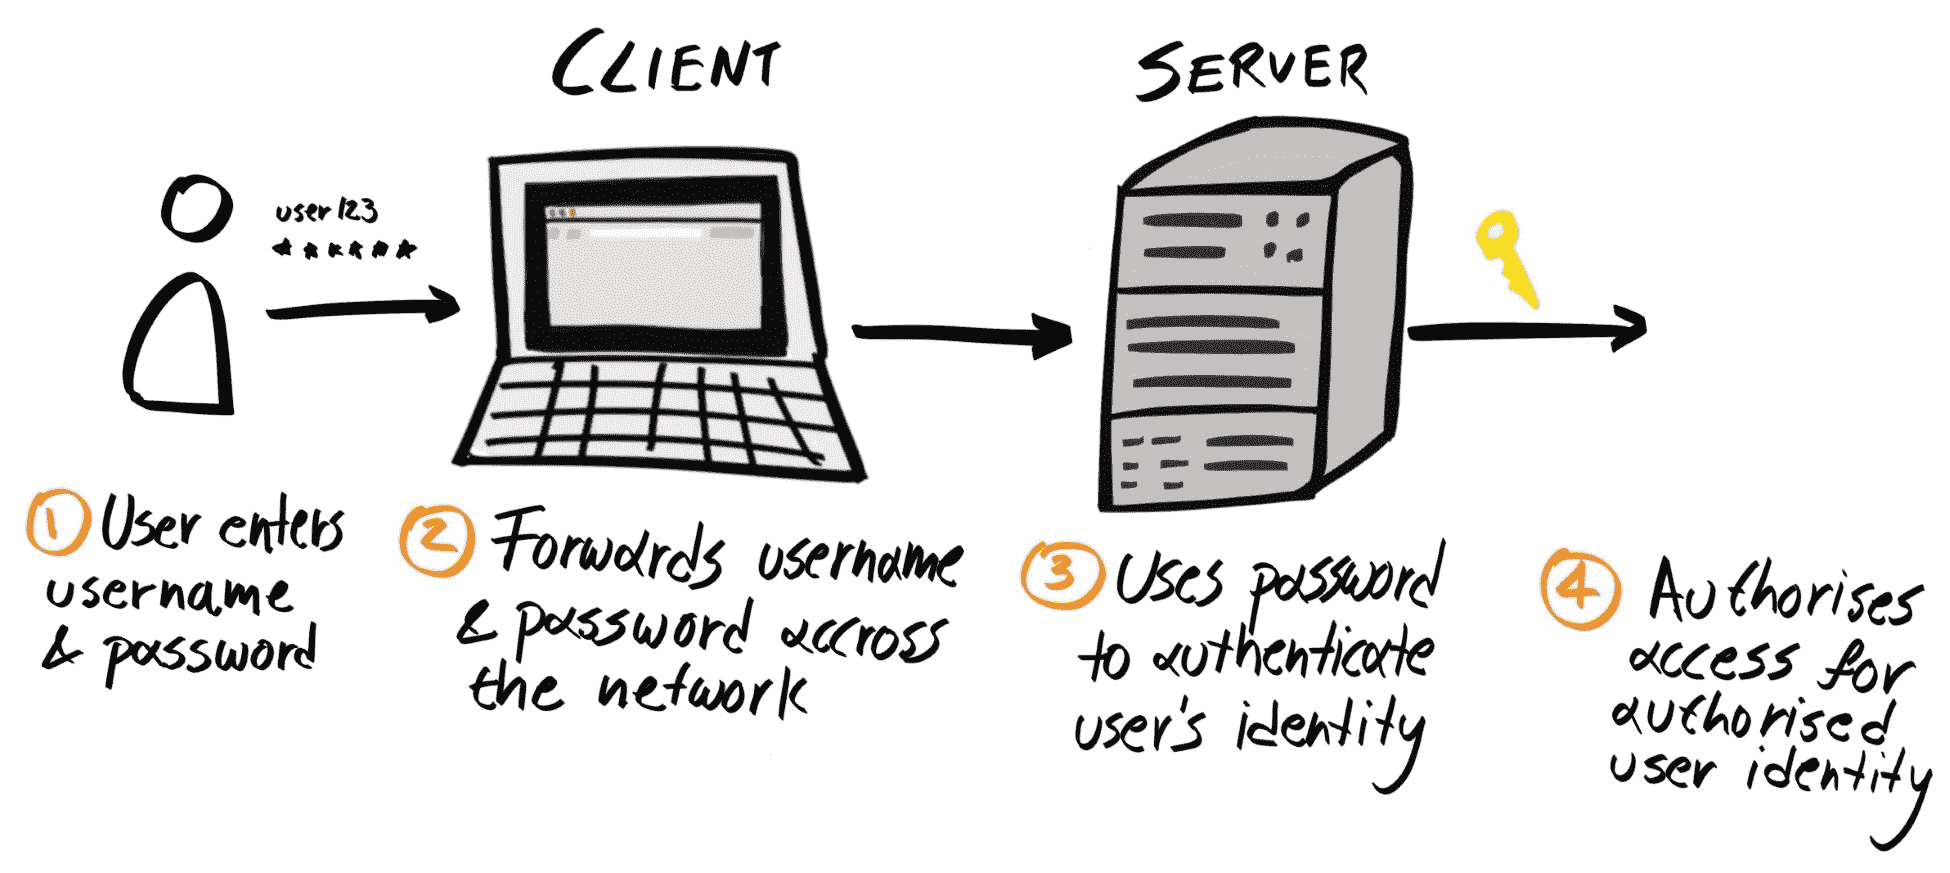 CLIENT
SERVER
user123
******
1 User enters
username
& password
2 Forwards username
& password accross
the network
3 Uses password
to authenticate
user's identity
4 Authorises
access for
authorised
user identity